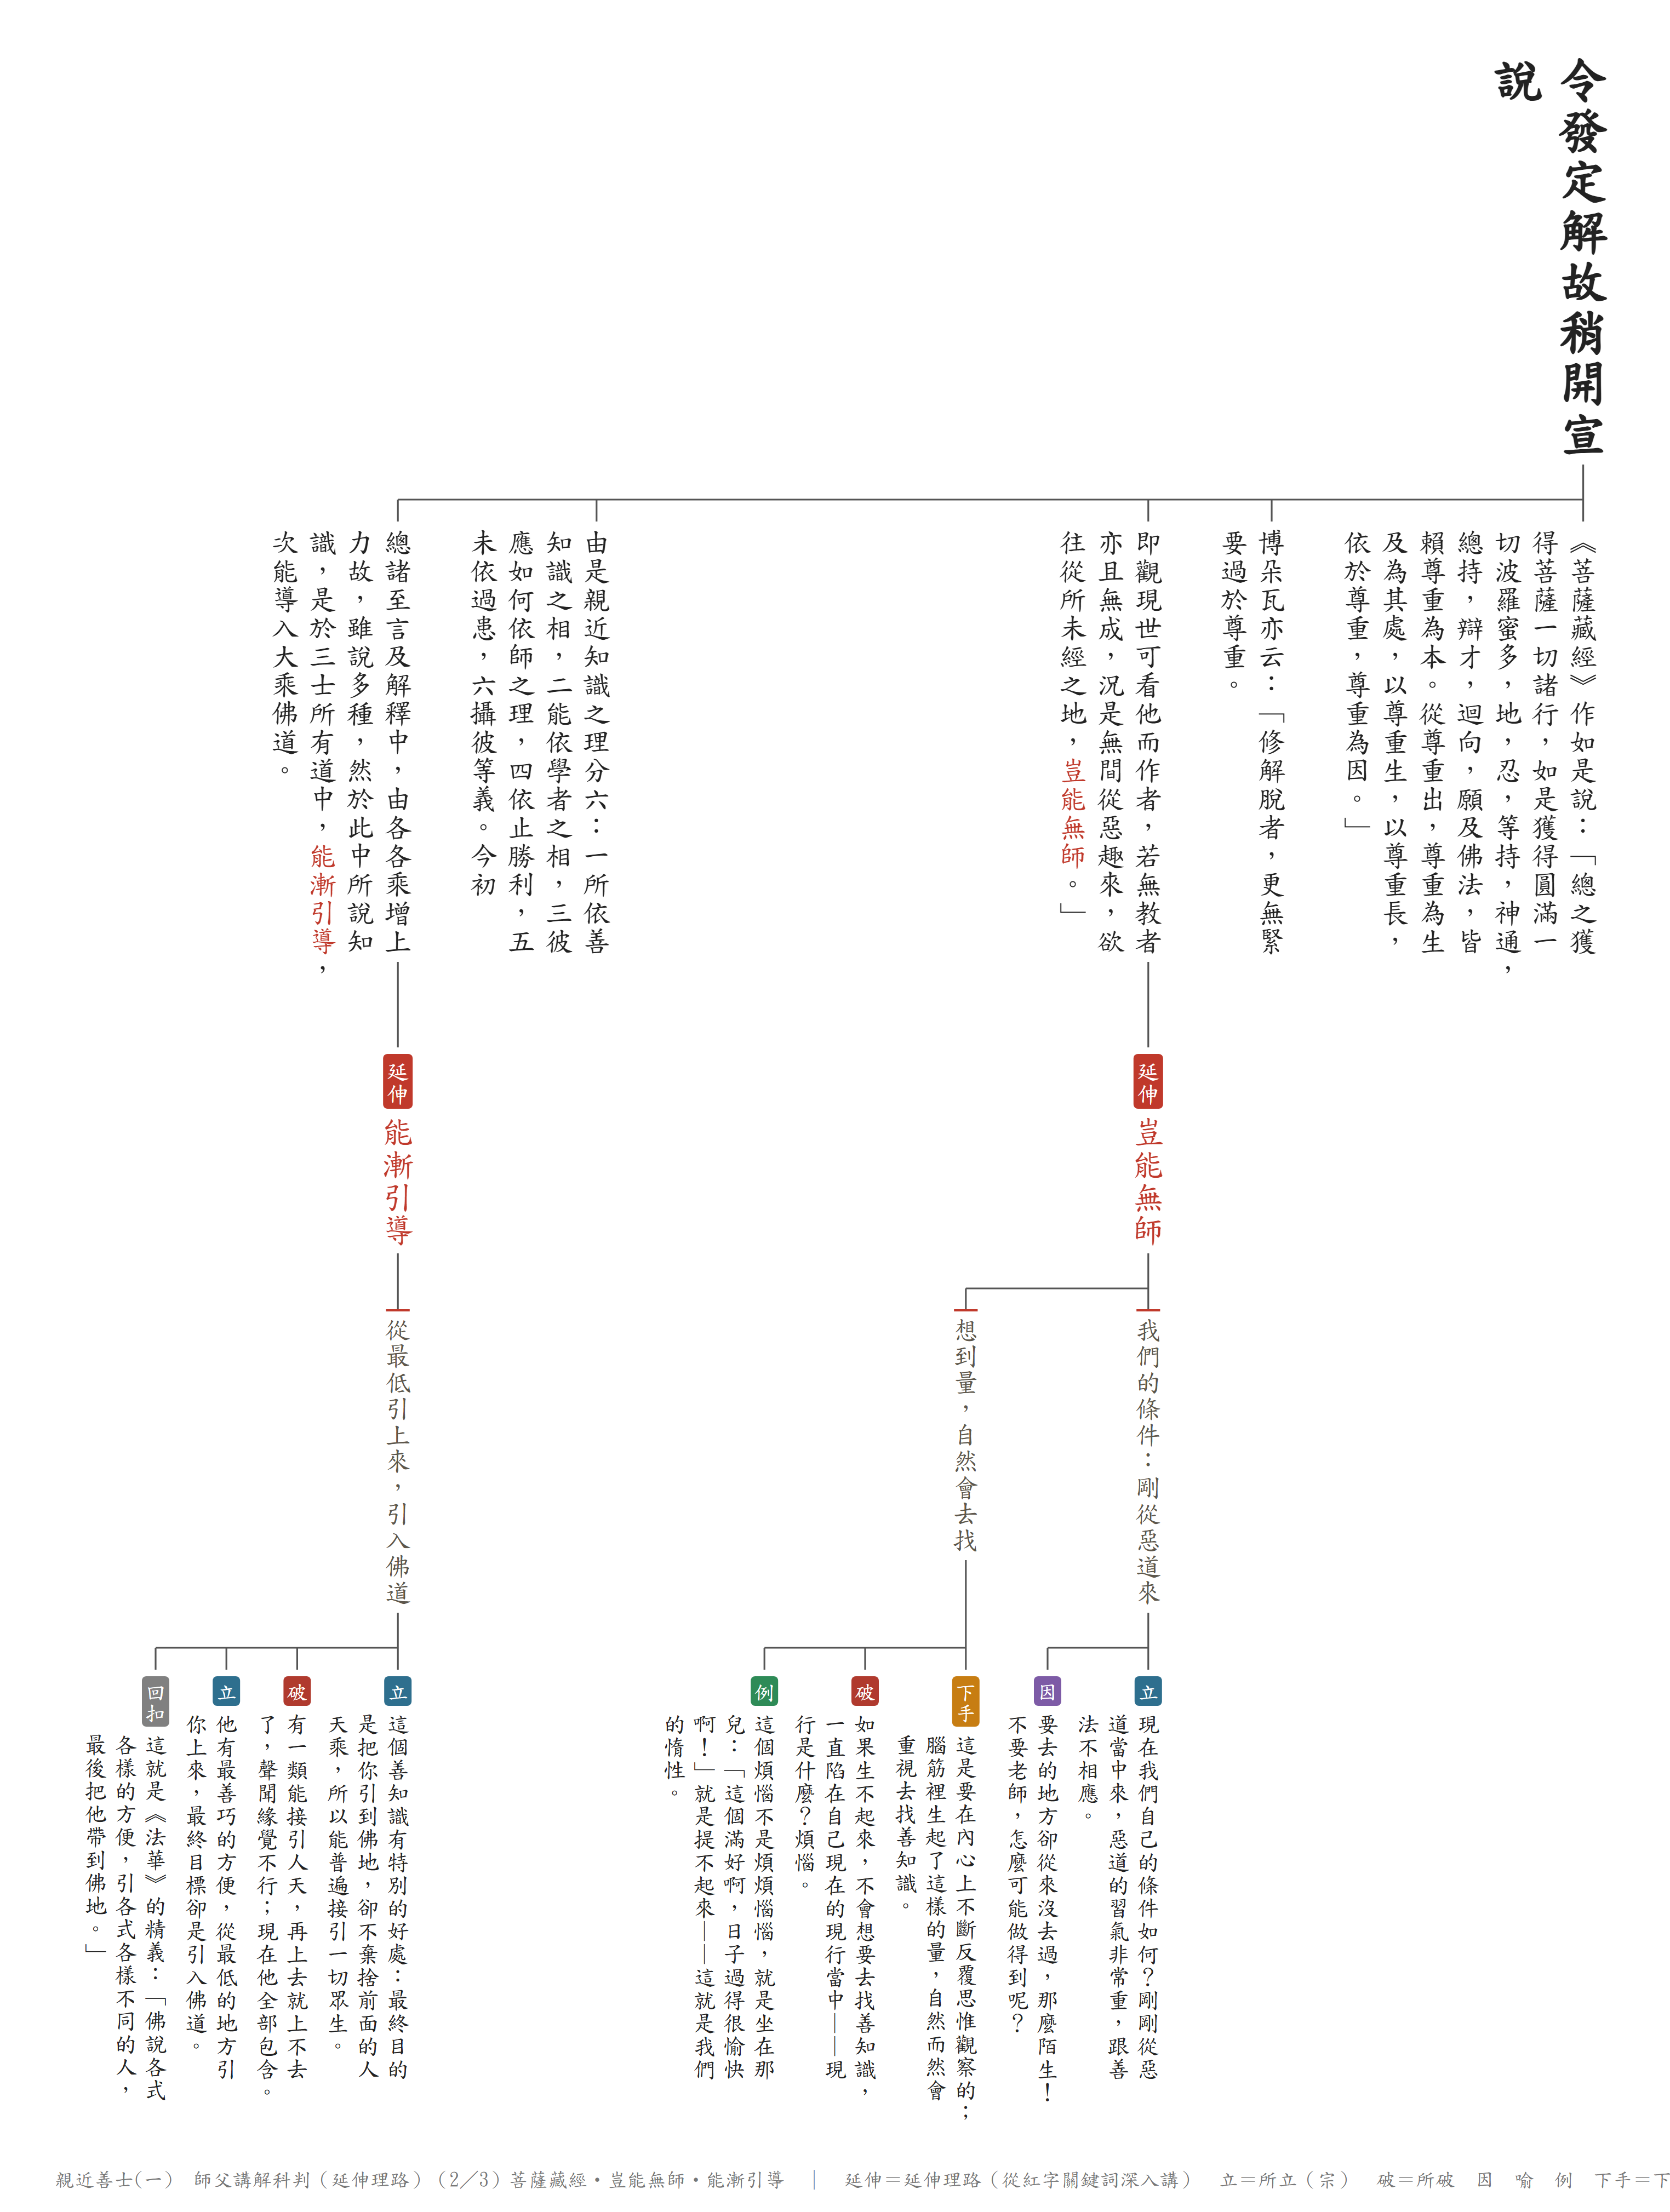 令發定解故稍開宣
說
《菩薩藏經》作如是說：「總之獲
得菩薩一切諸行，如是獲得圓滿一
切波羅蜜多，地，忍，等持，神通，
總持，辯才，迴向，願及佛法，皆
賴尊重為本。從尊重出，尊重為生
及為其處，以尊重生，以尊重長，
依於尊重，尊重為因。」
博朵瓦亦云：「修解脫者，更無緊
要過於尊重。
即觀現世可看他而作者，若無教者
亦且無成，況是無間從惡趣來，欲
往從所未經之地，豈能無師。」
由是親近知識之理分六：一所依善
知識之相，二能依學者之相，三彼
應如何依師之理，四依止勝利，五
未依過患，六攝彼等義。今初
總諸至言及解釋中，由各各乘增上
力故，雖說多種，然於此中所說知
識，是於三士所有道中，能漸引導，
次能導入大乘佛道。
延伸
豈能無師
延伸
能漸引導
我們的條件：剛從惡道來
想到量，自然會去找
從最低引上來，引入佛道
立
現在我們自己的條件如何？剛剛從惡
道當中來，惡道的習氣非常重，跟善
法不相應。
因
要去的地方卻從來沒去過，那麼陌生！
不要老師，怎麼可能做得到呢？
下手
這是要在內心上不斷反覆思惟觀察的；
腦筋裡生起了這樣的量，自然而然會
重視去找善知識。
破
如果生不起來，不會想要去找善知識，
一直陷在自己現在的現行當中——現
行是什麼？煩惱。
例
這個煩惱不是煩煩惱惱，就是坐在那
兒：「這個滿好啊，日子過得很愉快
啊！」就是提不起來——這就是我們
的惰性。
立
這個善知識有特別的好處：最終目的
是把你引到佛地，卻不棄捨前面的人
天乘，所以能普遍接引一切眾生。
破
有一類能接引人天，再上去就上不去
了，聲聞緣覺不行；現在他全部包含。
立
他有最善巧的方便，從最低的地方引
你上來，最終目標卻是引入佛道。
回扣
這就是《法華》的精義：「佛說各式
各樣的方便，引各式各樣不同的人，
最後把他帶到佛地。」
親近善士(一)　師父講解科判（延伸理路）（2／3）菩薩藏經・豈能無師・能漸引導　｜　延伸＝延伸理路（從紅字關鍵詞深入講）　立＝所立（宗）　破＝所破　因　喻　例　下手＝下